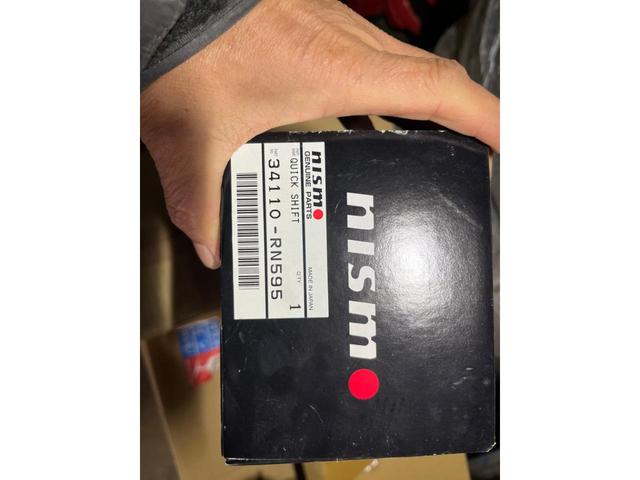 nismo
GENUINE PARTS
MADE IN JAPAN
QUICK SHIFT
QTY 1
34110-RN595
nismo